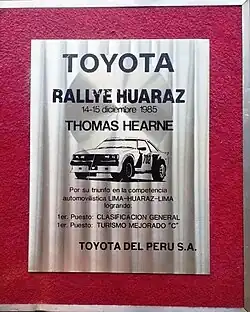 TOYOTA
RALLYE HUARAZ
14-15 diciembre 1985
THOMAS HEARNE
Por su triunfo en la competencia
automovilística LIMA-HUARAZ-LIMA
logrando:
1er. Puesto: CLASIFICACION GENERAL
1er. Puesto: TURISMO MEJORADO "C"
TOYOTA DEL PERU S.A.